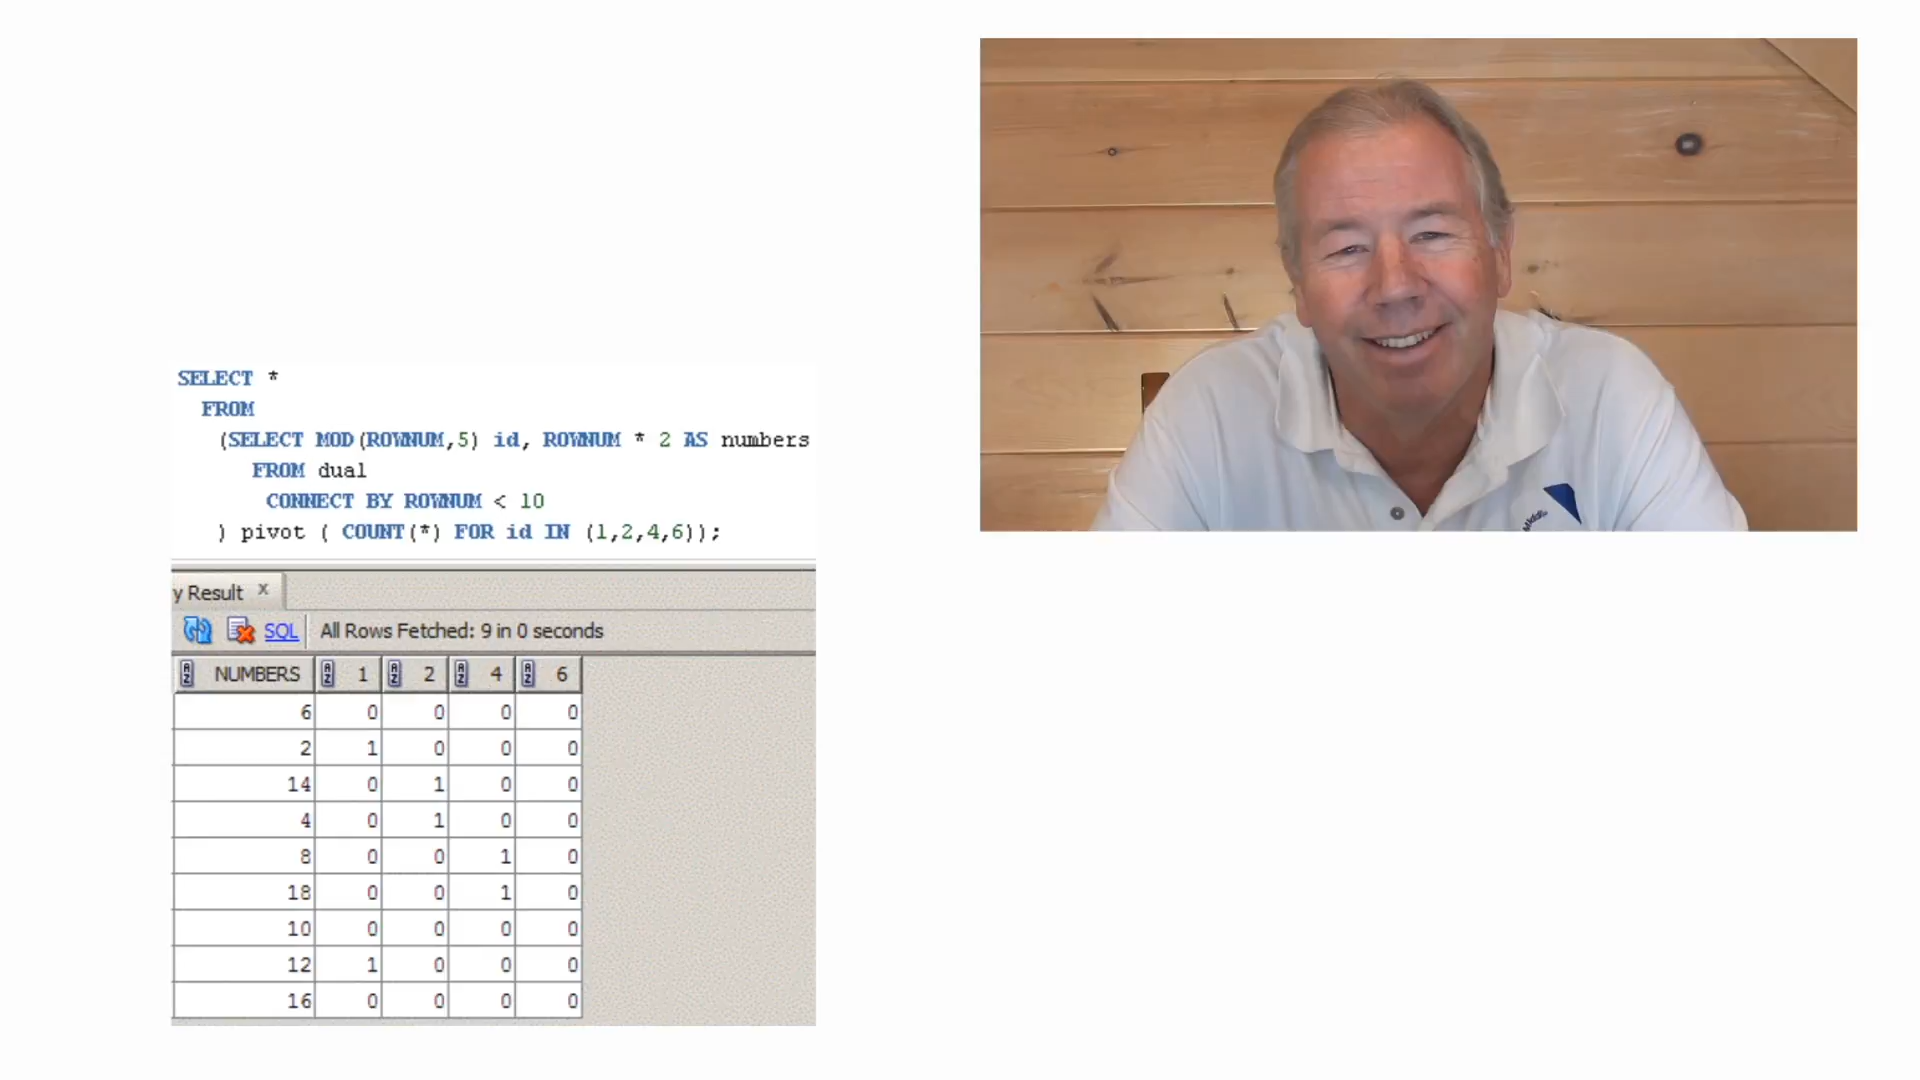 SELECT *
FROM
(SELECT MOD(ROWNUM,5) id, ROWNUM * 2 AS numbers
FROM dual
CONNECT BY ROWNUM < 10
) pivot ( COUNT(*) FOR id IN (1,2,4,6));
y Result x
SQL All Rows Fetched: 9 in 0 seconds
NUMBERS 1 2 4 6
6 0 0 0 0
2 1 0 0 0
14 0 1 0 0
4 0 1 0 0
8 0 0 1 0
18 0 0 1 0
10 0 0 0 0
12 1 0 0 0
16 0 0 0 0